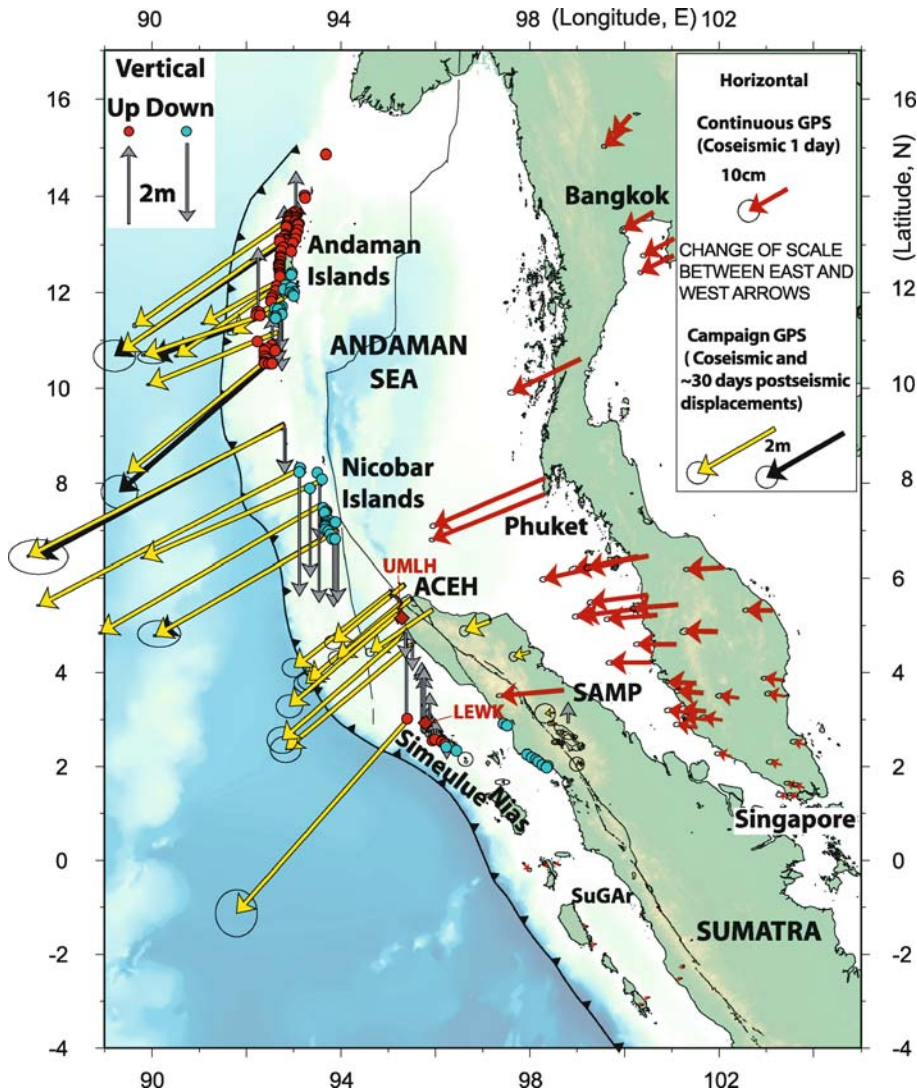 90 94 98 (Longitude, E) 102
Vertical
Up Down
2m
Horizontal
Continuous GPS
(Coseismic 1 day)
10cm
CHANGE OF SCALE
BETWEEN EAST AND
WEST ARROWS
Campaign GPS
( Coseismic and
~30 days postseismic
displacements)
2m
(Latitude, N)
16 16
14 14
12 12
10 10
8 8
6 6
4 4
2 2
0 0
-2 -2
-4 -4
Bangkok
Andaman
Islands
ANDAMAN
SEA
Nicobar
Islands
Phuket
UMLH
ACEH
SAMP
LEWK
Simeulue
Nias
Singapore
SuGAr
SUMATRA
90 94 98 102